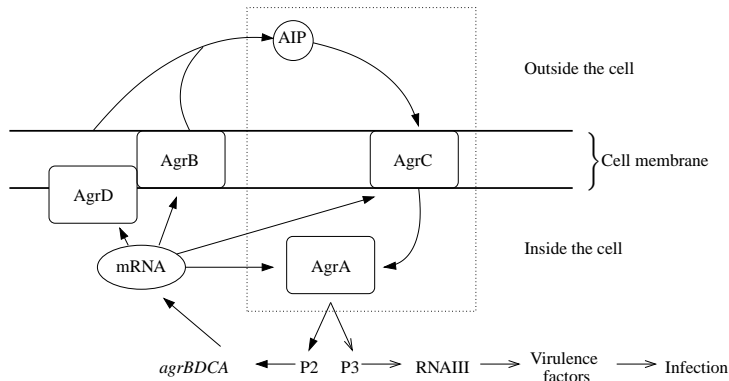 AIP
Outside the cell
AgrB
AgrC
Cell membrane
AgrD
Inside the cell
mRNA
AgrA
agrBDCA
P2
P3
RNAIII
Virulence
factors
Infection